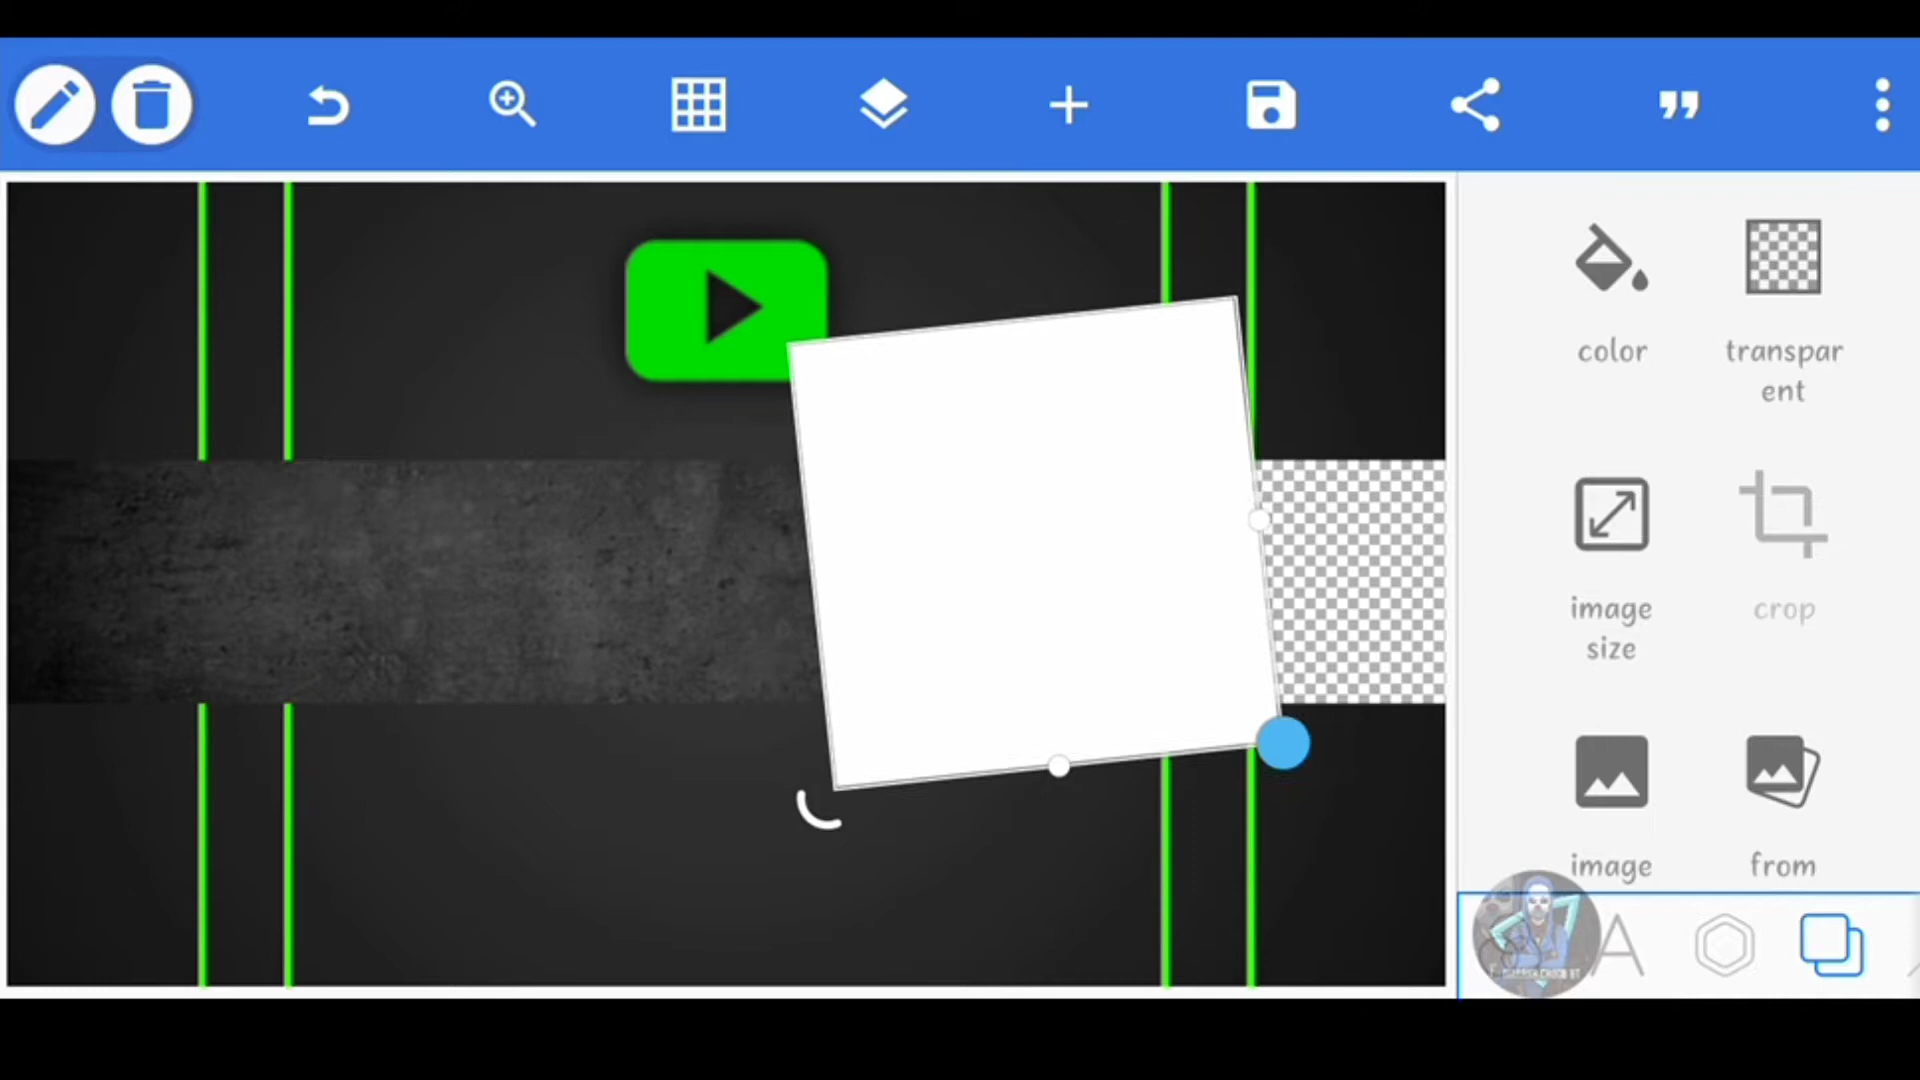 color
transpar
ent
image
size
crop
image
from
A